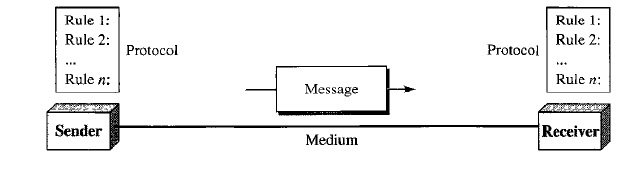 Rule 1:
Rule 2:
...
Rule n:
Protocol
Sender
Message
Medium
Protocol
Rule 1:
Rule 2:
...
Rule n:
Receiver